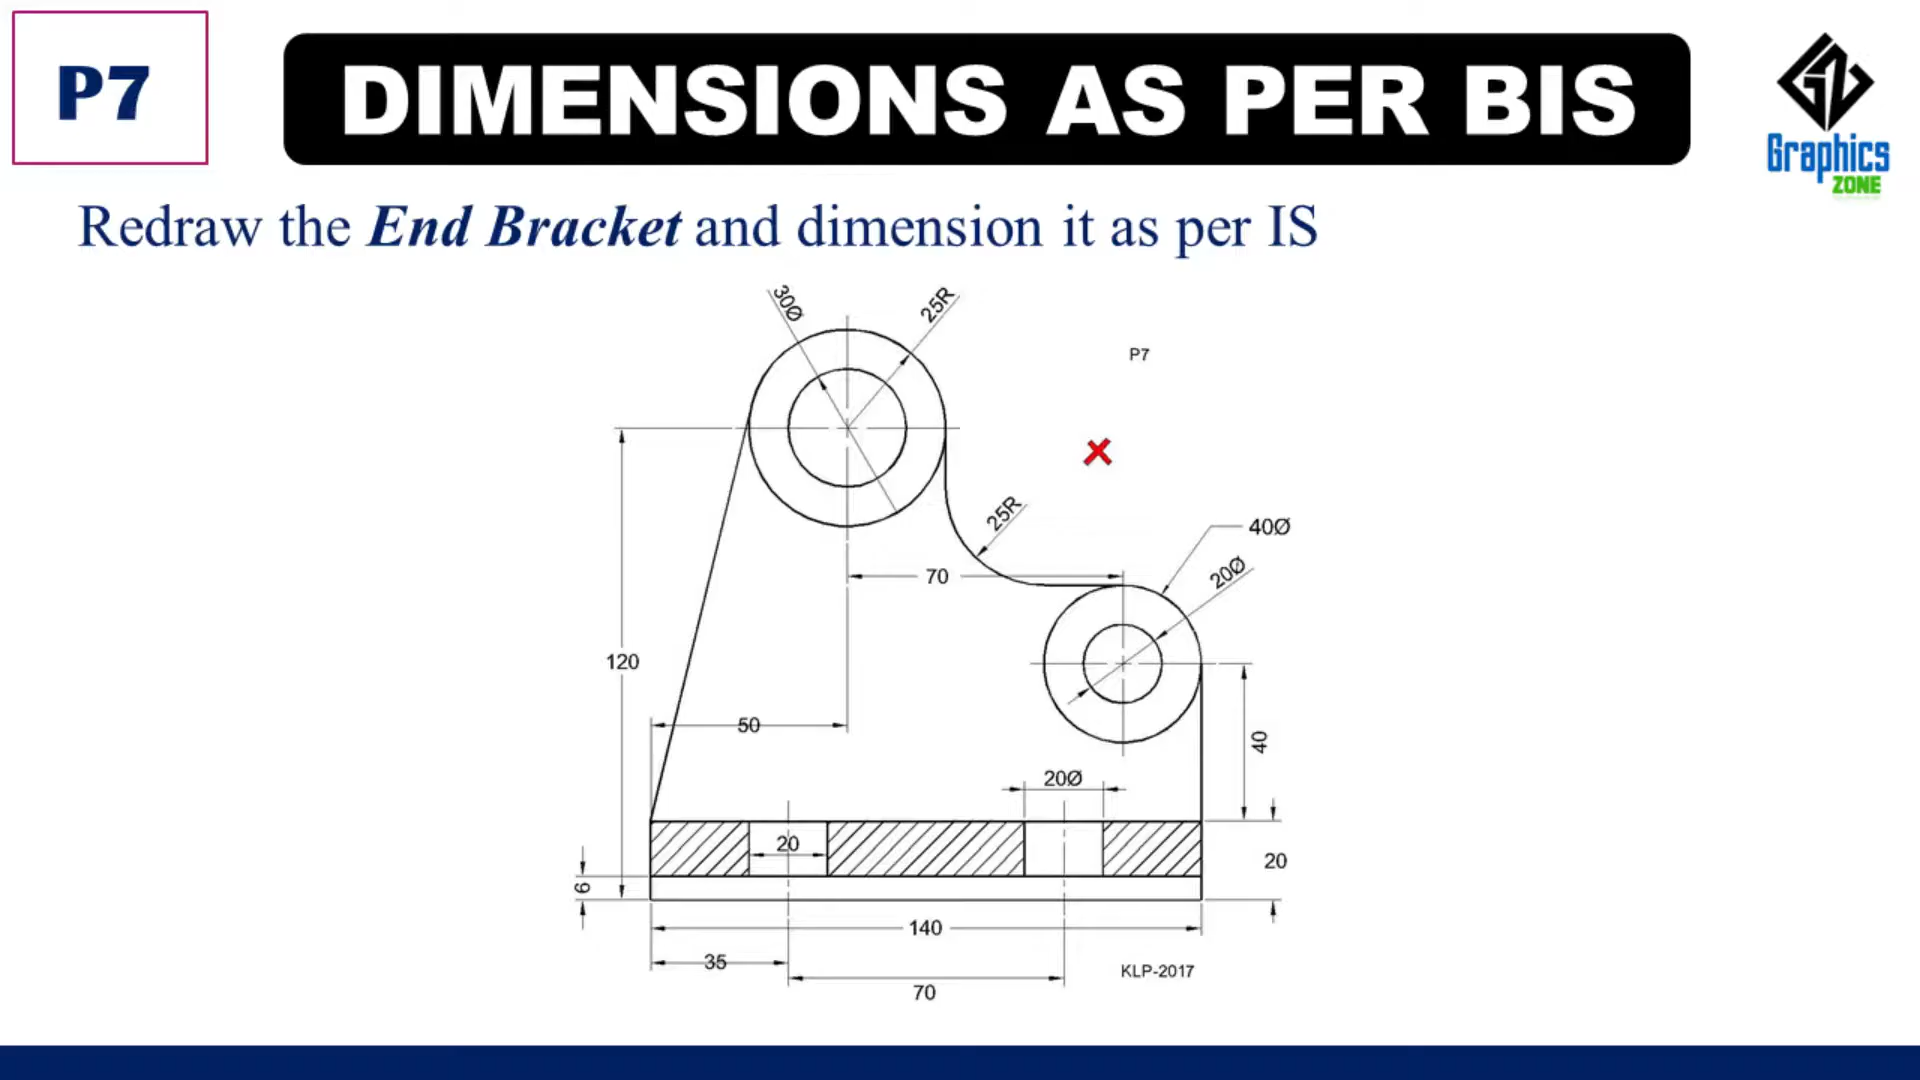 P7
DIMENSIONS AS PER BIS
Graphics
ZONE
Redraw the End Bracket and dimension it as per IS
30Ø
25R
P7
25R
40Ø
20Ø
70
120
50
40
20Ø
20
20
6
140
35
KLP-2017
70